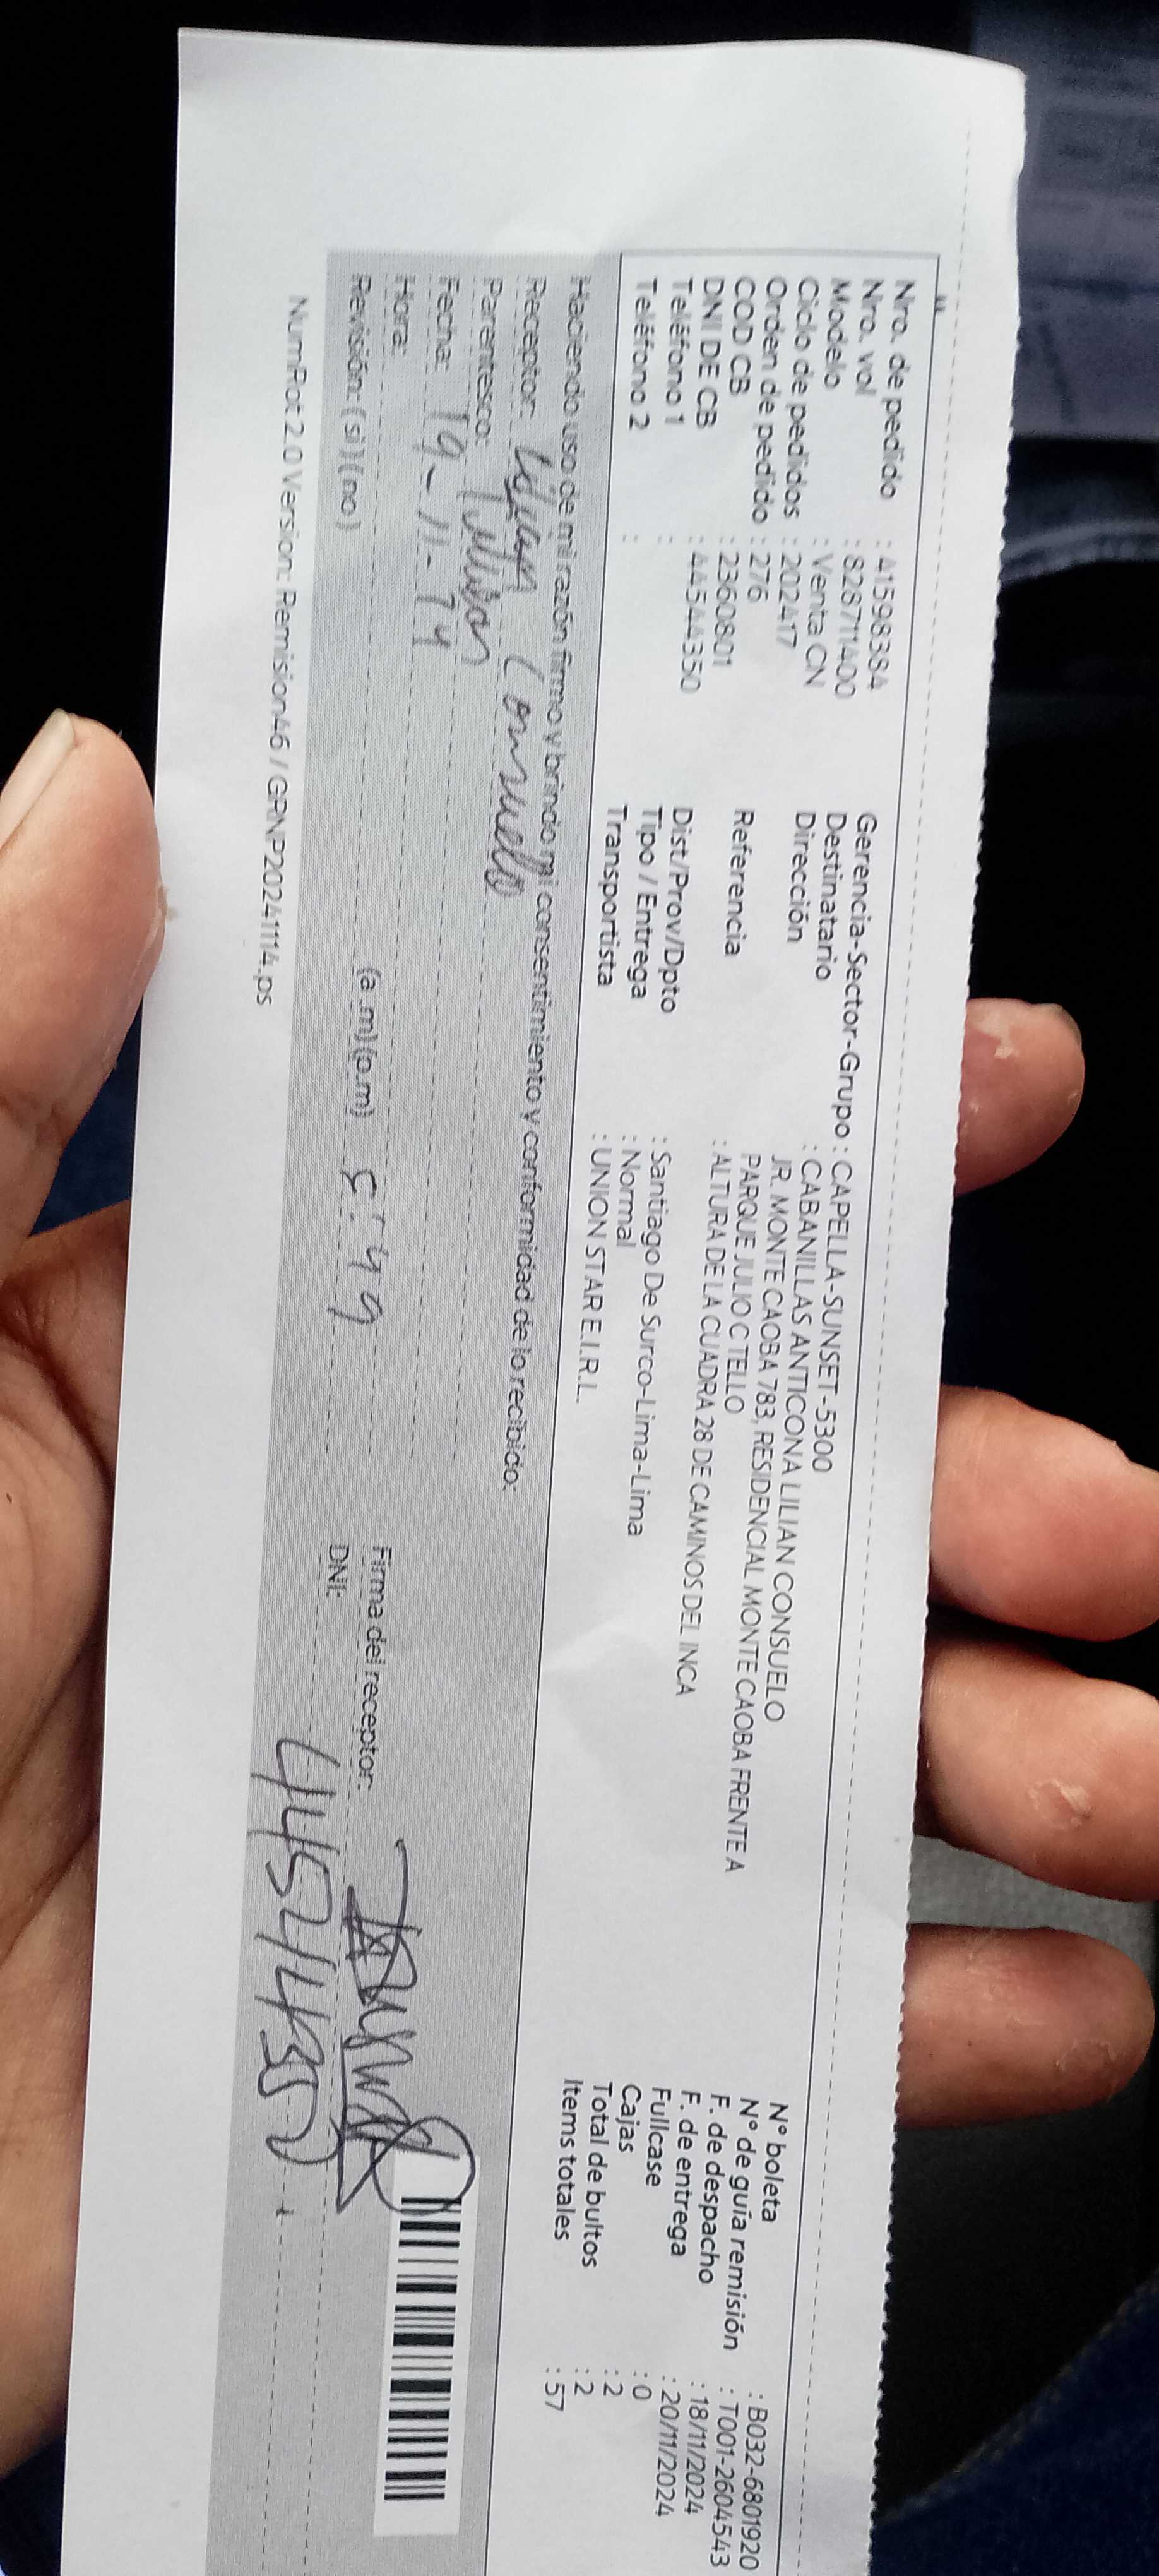 Nro. de pedido : 41598384
Nro. vol : 828711400
Modelo : Venta CN
Ciclo de pedidos : 202417
Orden de pedido : 276
COD CB : 2360801
DNI DE CB : 44544350
Teléfono 1 :
Teléfono 2 :
Gerencia-Sector-Grupo : CAPELLA-SUNSET-5300
Destinatario : CABANILLAS ANTICONA LILIAN CONSUELO
Dirección JR. MONTE CAOBA 783, RESIDENCIAL MONTE CAOBA FRENTE A
PARQUE JULIO C TELLO
Referencia : ALTURA DE LA CUADRA 28 DE CAMINOS DEL INCA
Dist/Prov/Dpto : Santiago De Surco-Lima-Lima
Tipo / Entrega : Normal
Transportista : UNION STAR E.I.R.L.
Nº boleta : B032-6801920
Nº de guía remisión : T001-2604543
F. de despacho : 18/11/2024
F. de entrega : 20/11/2024
Fullcase : 0
Cajas : 2
Total de bultos : 2
Items totales : 57
Haciendo uso de mi razón firmo y brindo mi consentimiento y conformidad de lo recibido:
Receptor: Lilian Consuelo
Parentesco:
Fecha: 19-11-
Hora: (a .m)(p.m)
Revisión: (si)(no)
Firma del receptor:
DNI: 44544350
NumRot 2.0 Version: Remision46 / GRNP20241114.ps